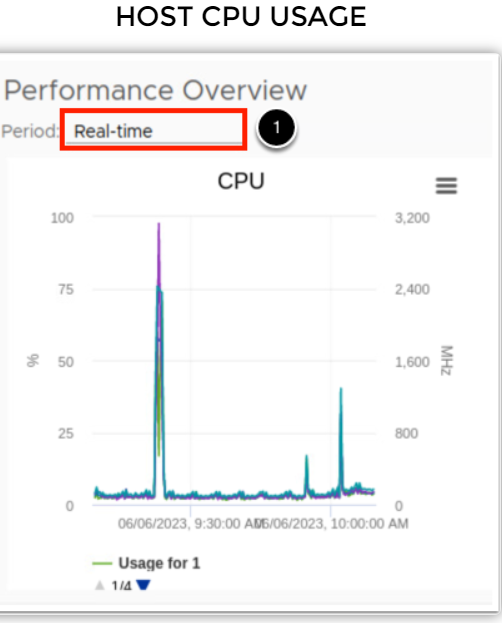 HOST CPU USAGE
Performance Overview
Period: Real-time
1
CPU
100 3,200
75 2,400
% 50 1,600 MHz
25 800
0 0
06/06/2023, 9:30:00 AM 06/06/2023, 10:00:00 AM
Usage for 1
1/4